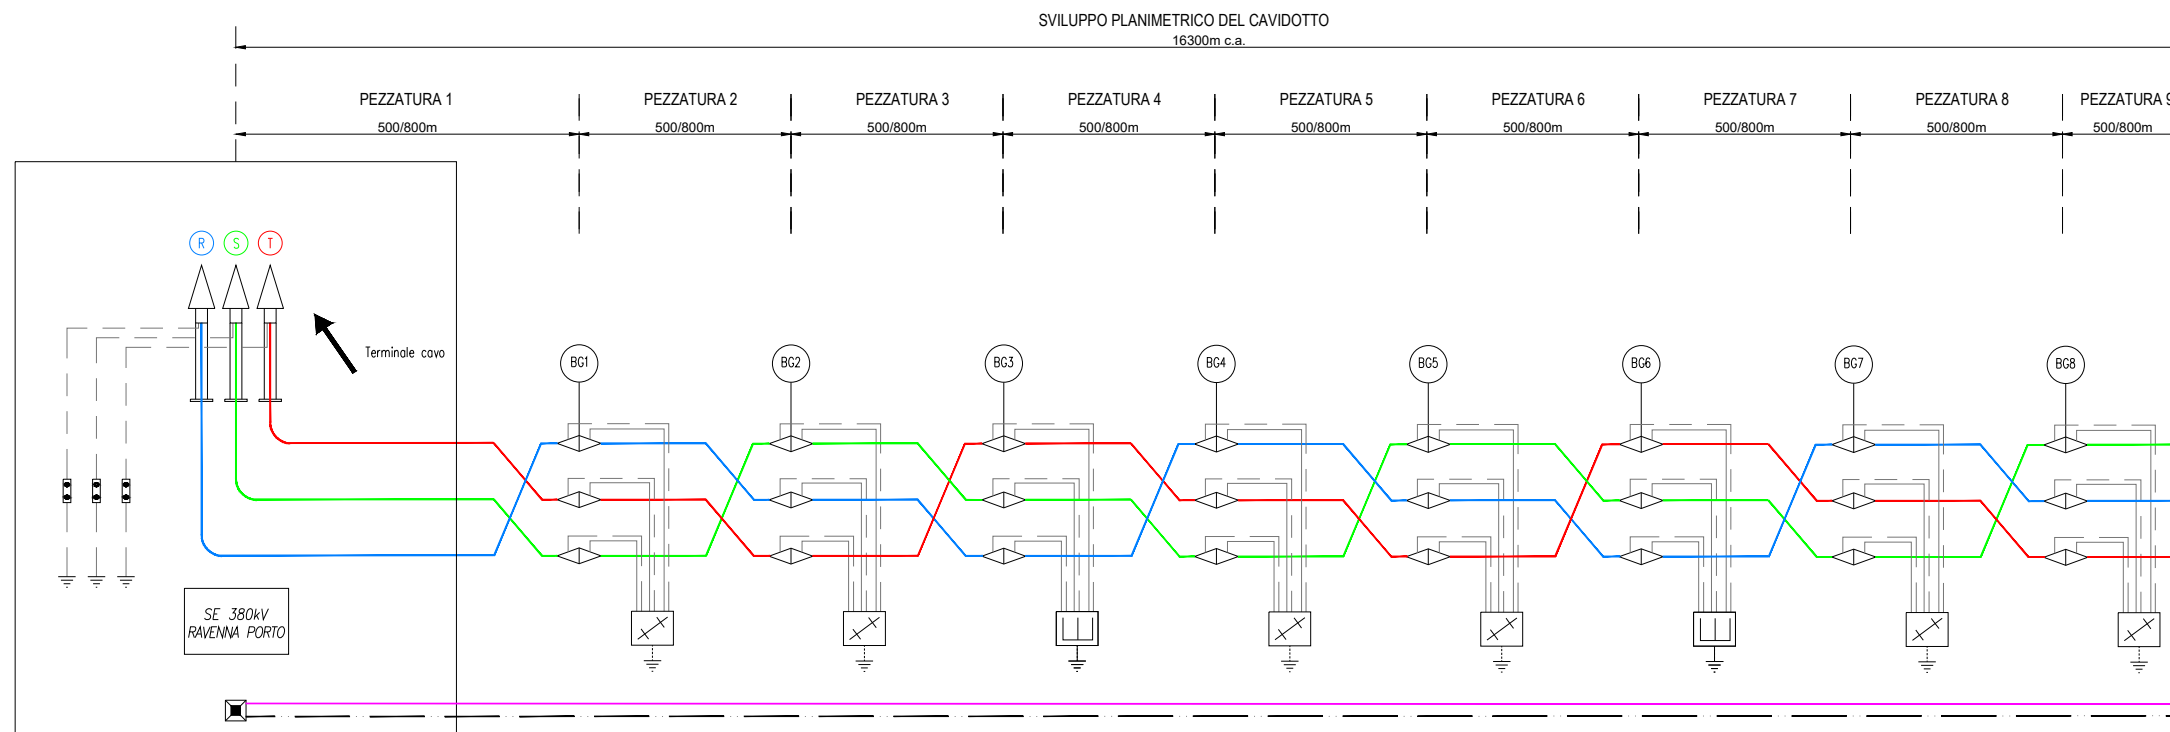 SVILUPPO PLANIMETRICO DEL CAVIDOTTO
16300m c.a.
PEZZATURA 1
PEZZATURA 2
PEZZATURA 3
PEZZATURA 4
PEZZATURA 5
PEZZATURA 6
PEZZATURA 7
PEZZATURA 8
PEZZATURA 9
500/800m
500/800m
500/800m
500/800m
500/800m
500/800m
500/800m
500/800m
500/800m
R
S
T
Terminale cavo
BG1
BG2
BG3
BG4
BG5
BG6
BG7
BG8
SE 380kV
RAVENNA PORTO